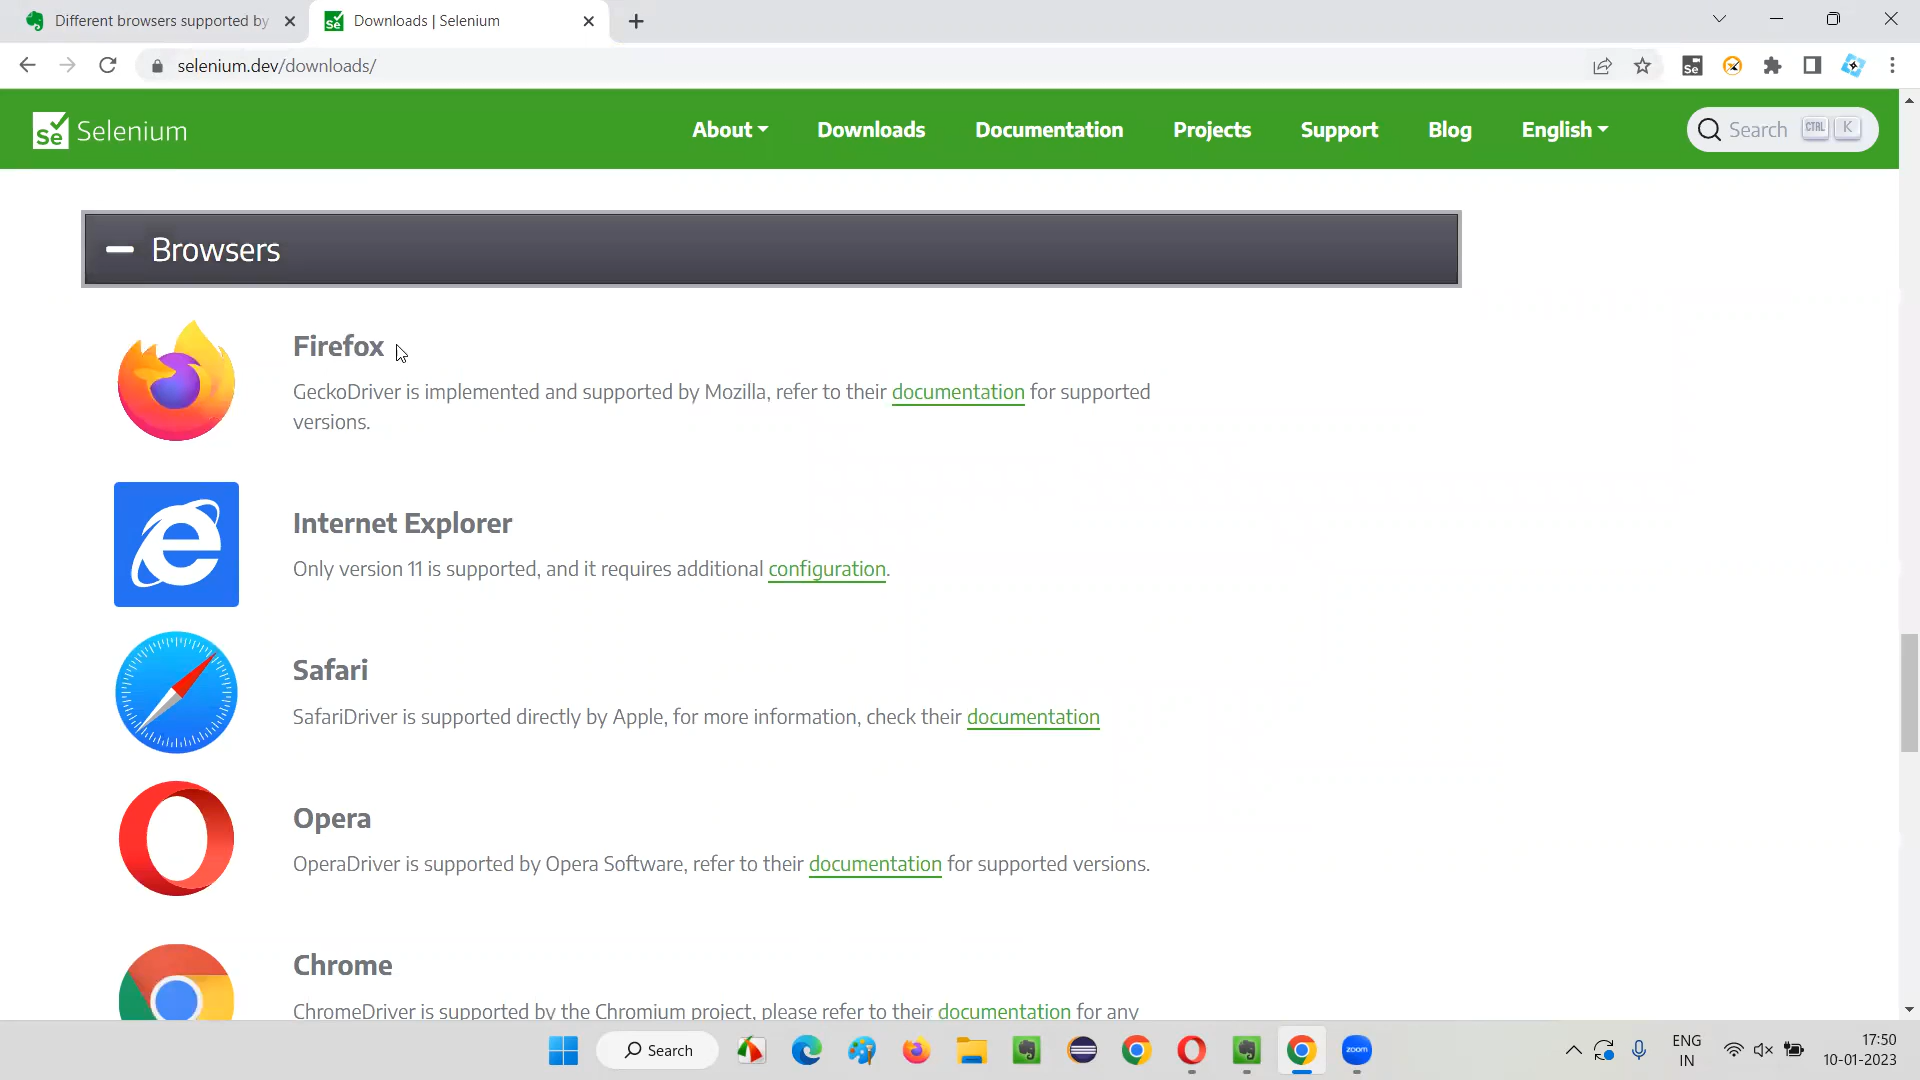 Different browsers supported by
Downloads | Selenium
selenium.dev/downloads/
Se
Se Selenium
About
Downloads
Documentation
Projects
Support
Blog
English
Search CTRL K
Browsers
Firefox
GeckoDriver is implemented and supported by Mozilla, refer to their documentation for supported
versions.
Internet Explorer
Only version 11 is supported, and it requires additional configuration.
Safari
SafariDriver is supported directly by Apple, for more information, check their documentation
Opera
OperaDriver is supported by Opera Software, refer to their documentation for supported versions.
Chrome
ChromeDriver is supported by the Chromium project, please refer to their documentation for any
Search
zoom
ENG
IN
17:50
10-01-2023